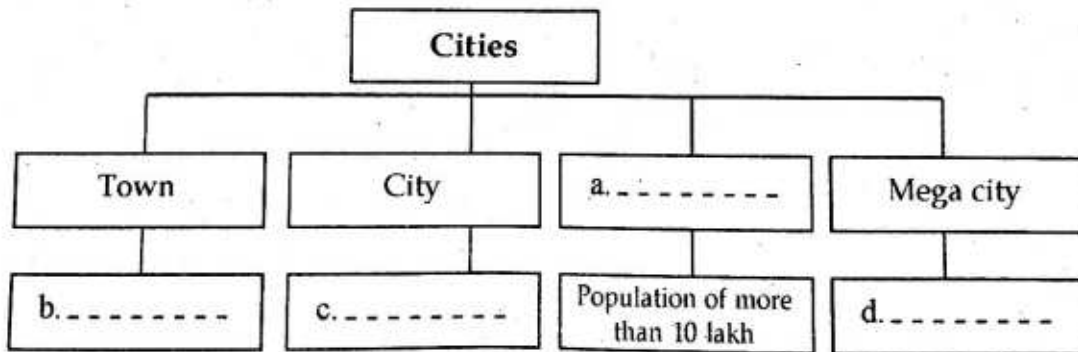 Cities
Town
City
a. _ _ _ _ _ _ _ _ _
Mega city
b. _ _ _ _ _ _ _ _ _
c. _ _ _ _ _ _ _ _ _
Population of more
than 10 lakh
d. _ _ _ _ _ _ _ _ _